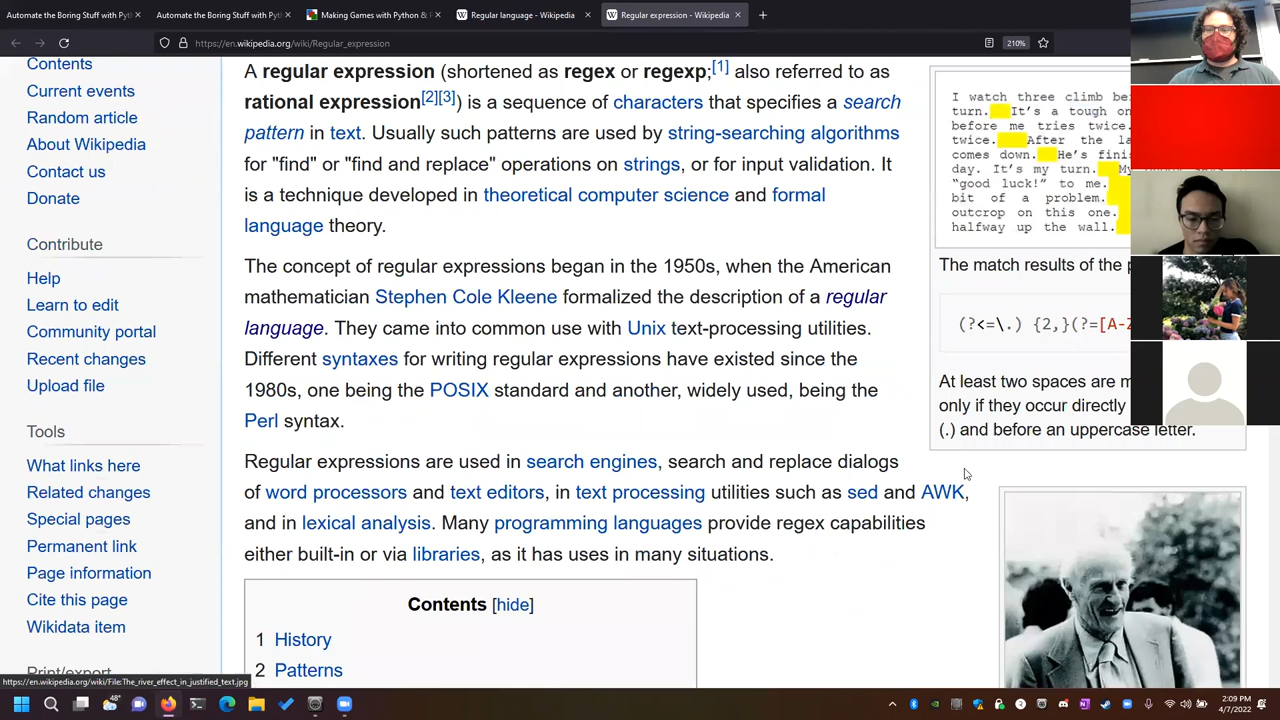 Automate the Boring Stuff with Pyt
Automate the Boring Stuff with Pyt
Making Games with Python & P
Regular language - Wikipedia
Regular expression - Wikipedia
https://en.wikipedia.org/wiki/Regular_expression
210%
Contents
Current events
Random article
About Wikipedia
Contact us
Donate
Contribute
Help
Learn to edit
Community portal
Recent changes
Upload file
Tools
What links here
Related changes
Special pages
Permanent link
Page information
Cite this page
Wikidata item
Print/export
A regular expression (shortened as regex or regexp;[1] also referred to as
rational expression[2][3]) is a sequence of characters that specifies a search
pattern in text. Usually such patterns are used by string-searching algorithms
for "find" or "find and replace" operations on strings, or for input validation. It
is a technique developed in theoretical computer science and formal
language theory.
The concept of regular expressions began in the 1950s, when the American
mathematician Stephen Cole Kleene formalized the description of a regular
language. They came into common use with Unix text-processing utilities.
Different syntaxes for writing regular expressions have existed since the
1980s, one being the POSIX standard and another, widely used, being the
Perl syntax.
Regular expressions are used in search engines, search and replace dialogs
of word processors and text editors, in text processing utilities such as sed and AWK,
and in lexical analysis. Many programming languages provide regex capabilities
either built-in or via libraries, as it has uses in many situations.
Contents [hide]
1 History
2 Patterns
I watch three climb be
turn. It's a tough on
before me tries twice.
twice. After the la
comes down. He's fini
day. It's my turn. My
"good luck!" to me.
bit of a problem.
outcrop on this one.
halfway up the wall.
The match results of the p
(?<=\.) {2,}(?=[A-Z
At least two spaces are m
only if they occur directly
(.) and before an uppercase letter.
https://en.wikipedia.org/wiki/File:The_river_effect_in_justified_text.jpg
48°
2:09 PM
4/7/2022